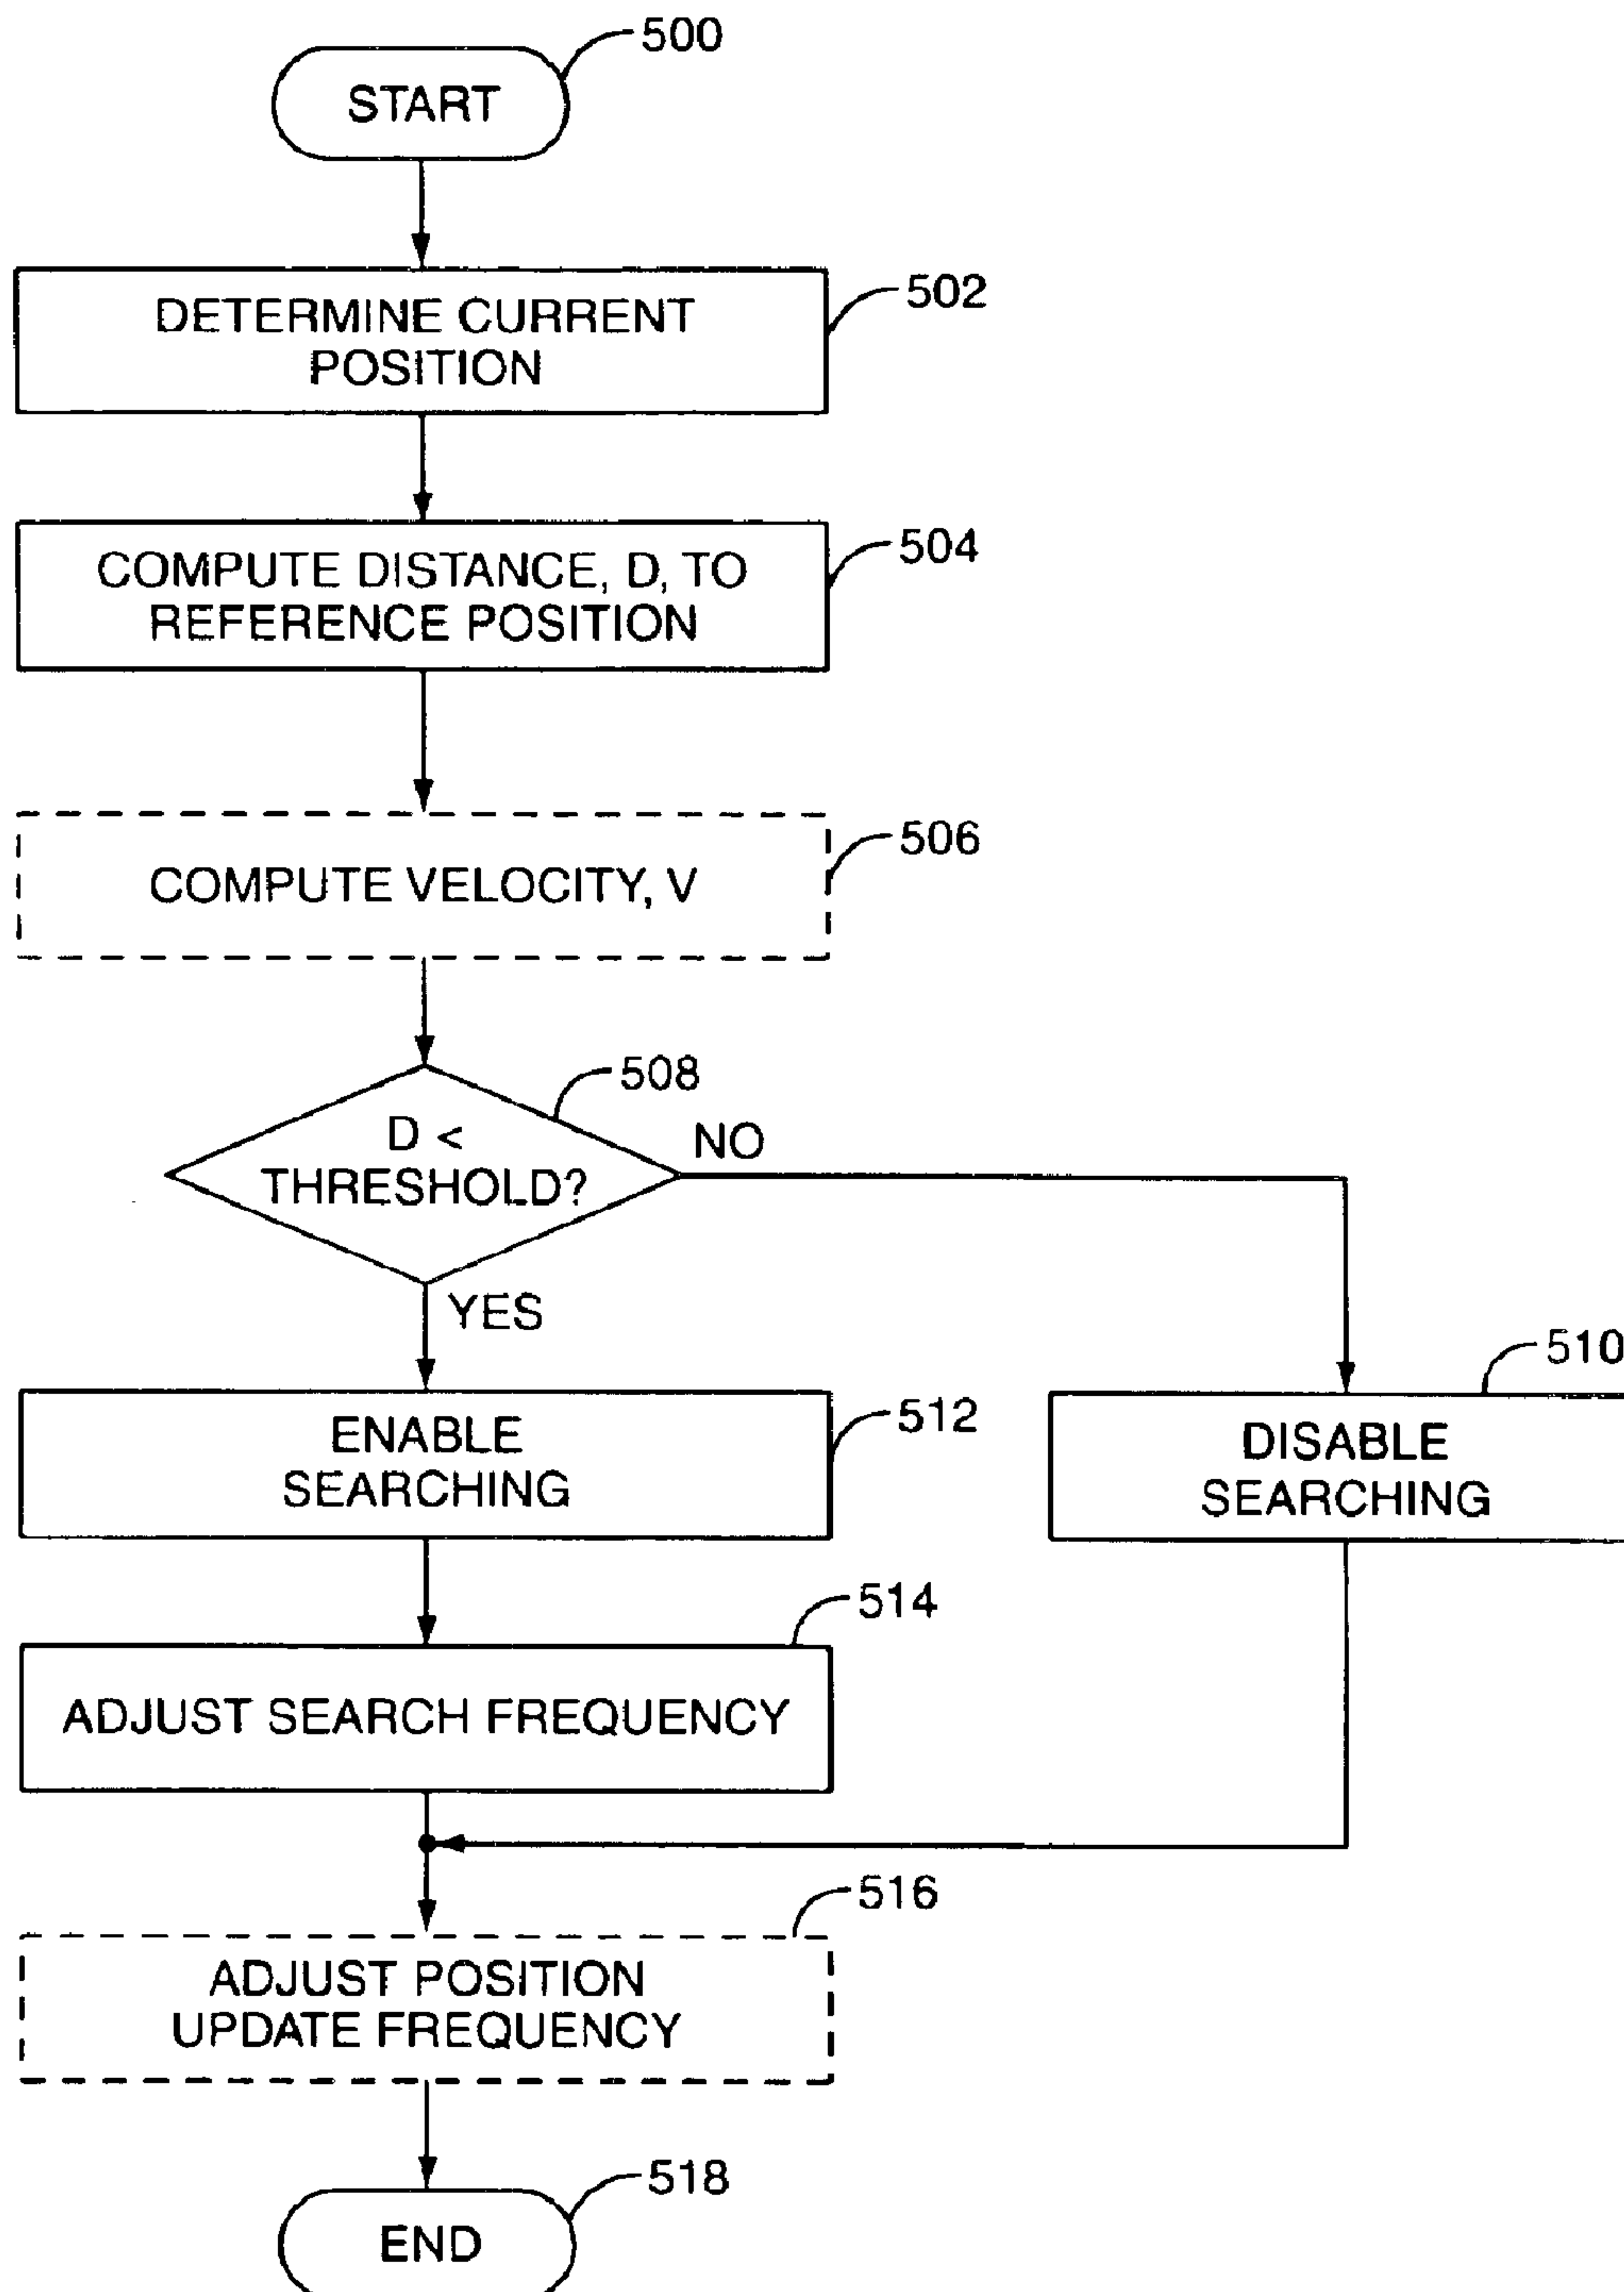 500
START
502
DETERMINE CURRENT
POSITION
504
COMPUTE DISTANCE, D, TO
REFERENCE POSITION
506
COMPUTE VELOCITY, V
508
D <
THRESHOLD?
NO
YES
512
ENABLE
SEARCHING
510
DISABLE
SEARCHING
514
ADJUST SEARCH FREQUENCY
516
ADJUST POSITION
UPDATE FREQUENCY
518
END